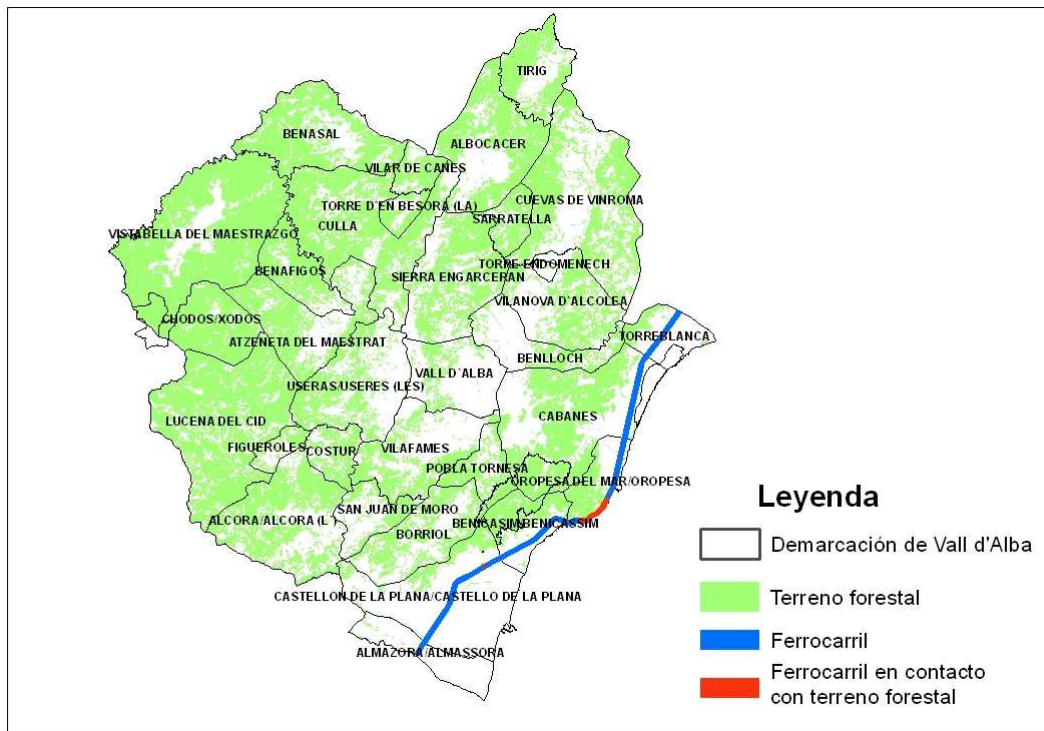 TIRIG
BENASAL
ALBOCACER
VILAR DE CANES
CUEVAS DE VINROMA
TORRE D'EN BESORA (LA)
SARRATELLA
CULLA
VISTABELLA DEL MAESTRAZGO
TORRE ENDOMENECH
BENAFIGOS
SIERRA ENGARCERAN
VILANOVA D'ALCOLEA
CHODOS/XODOS
TORREBLANCA
ATZENETA DEL MAESTRAT
BENLLOCH
VALL D'ALBA
USERAS/USERES (LES)
CABANES
LUCENA DEL CID
FIGUEROLES
COSTUR
VILAFAMES
POBLA TORNESA
OROPESA DEL MAR/OROPESA
SAN JUAN DE MORO
ALCORA/ALCORA (L')
BENICASIM/BENICASSIM
BORRIOL
CASTELLON DE LA PLANA/CASTELLO DE LA PLANA
ALMAZORA/ALMASSORA
Leyenda
Demarcación de Vall d'Alba
Terreno forestal
Ferrocarril
Ferrocarril en contacto
con terreno forestal